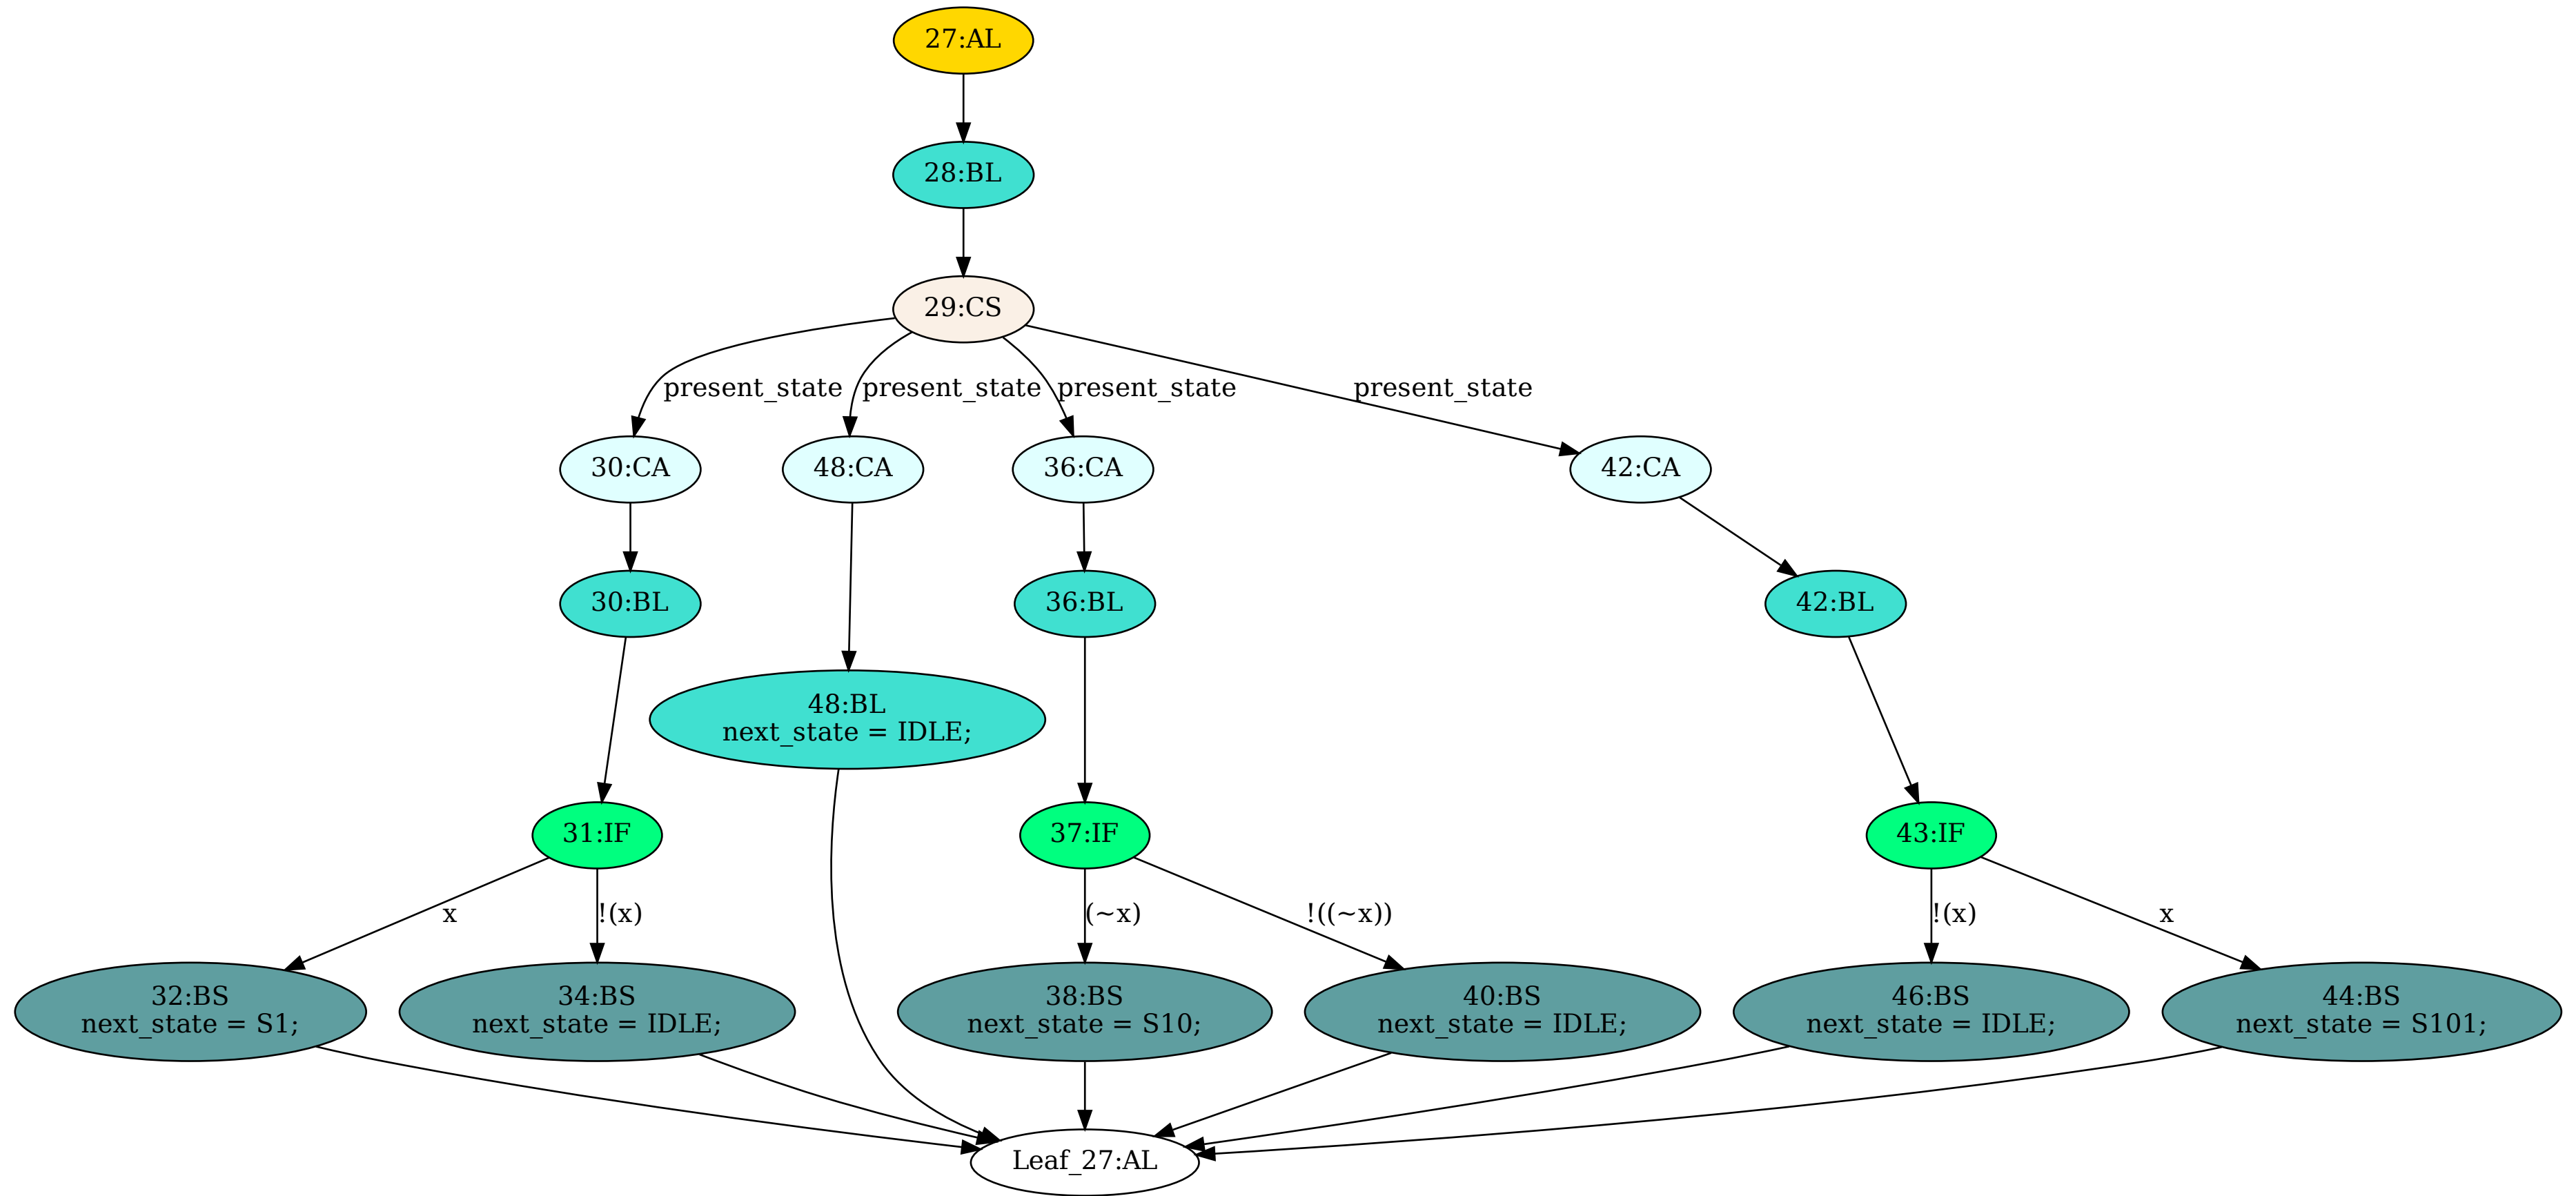 27:AL
28:BL
29:CS
present_state present_state present_state present_state
30:CA 48:CA 36:CA 42:CA
30:BL 36:BL 42:BL
48:BL
next_state = IDLE;
31:IF 37:IF 43:IF
x !(x) (~x) !((~x)) !(x) x
32:BS 34:BS 38:BS 40:BS 46:BS 44:BS
next_state = S1; next_state = IDLE; next_state = S10; next_state = IDLE; next_state = IDLE; next_state = S101;
Leaf_27:AL